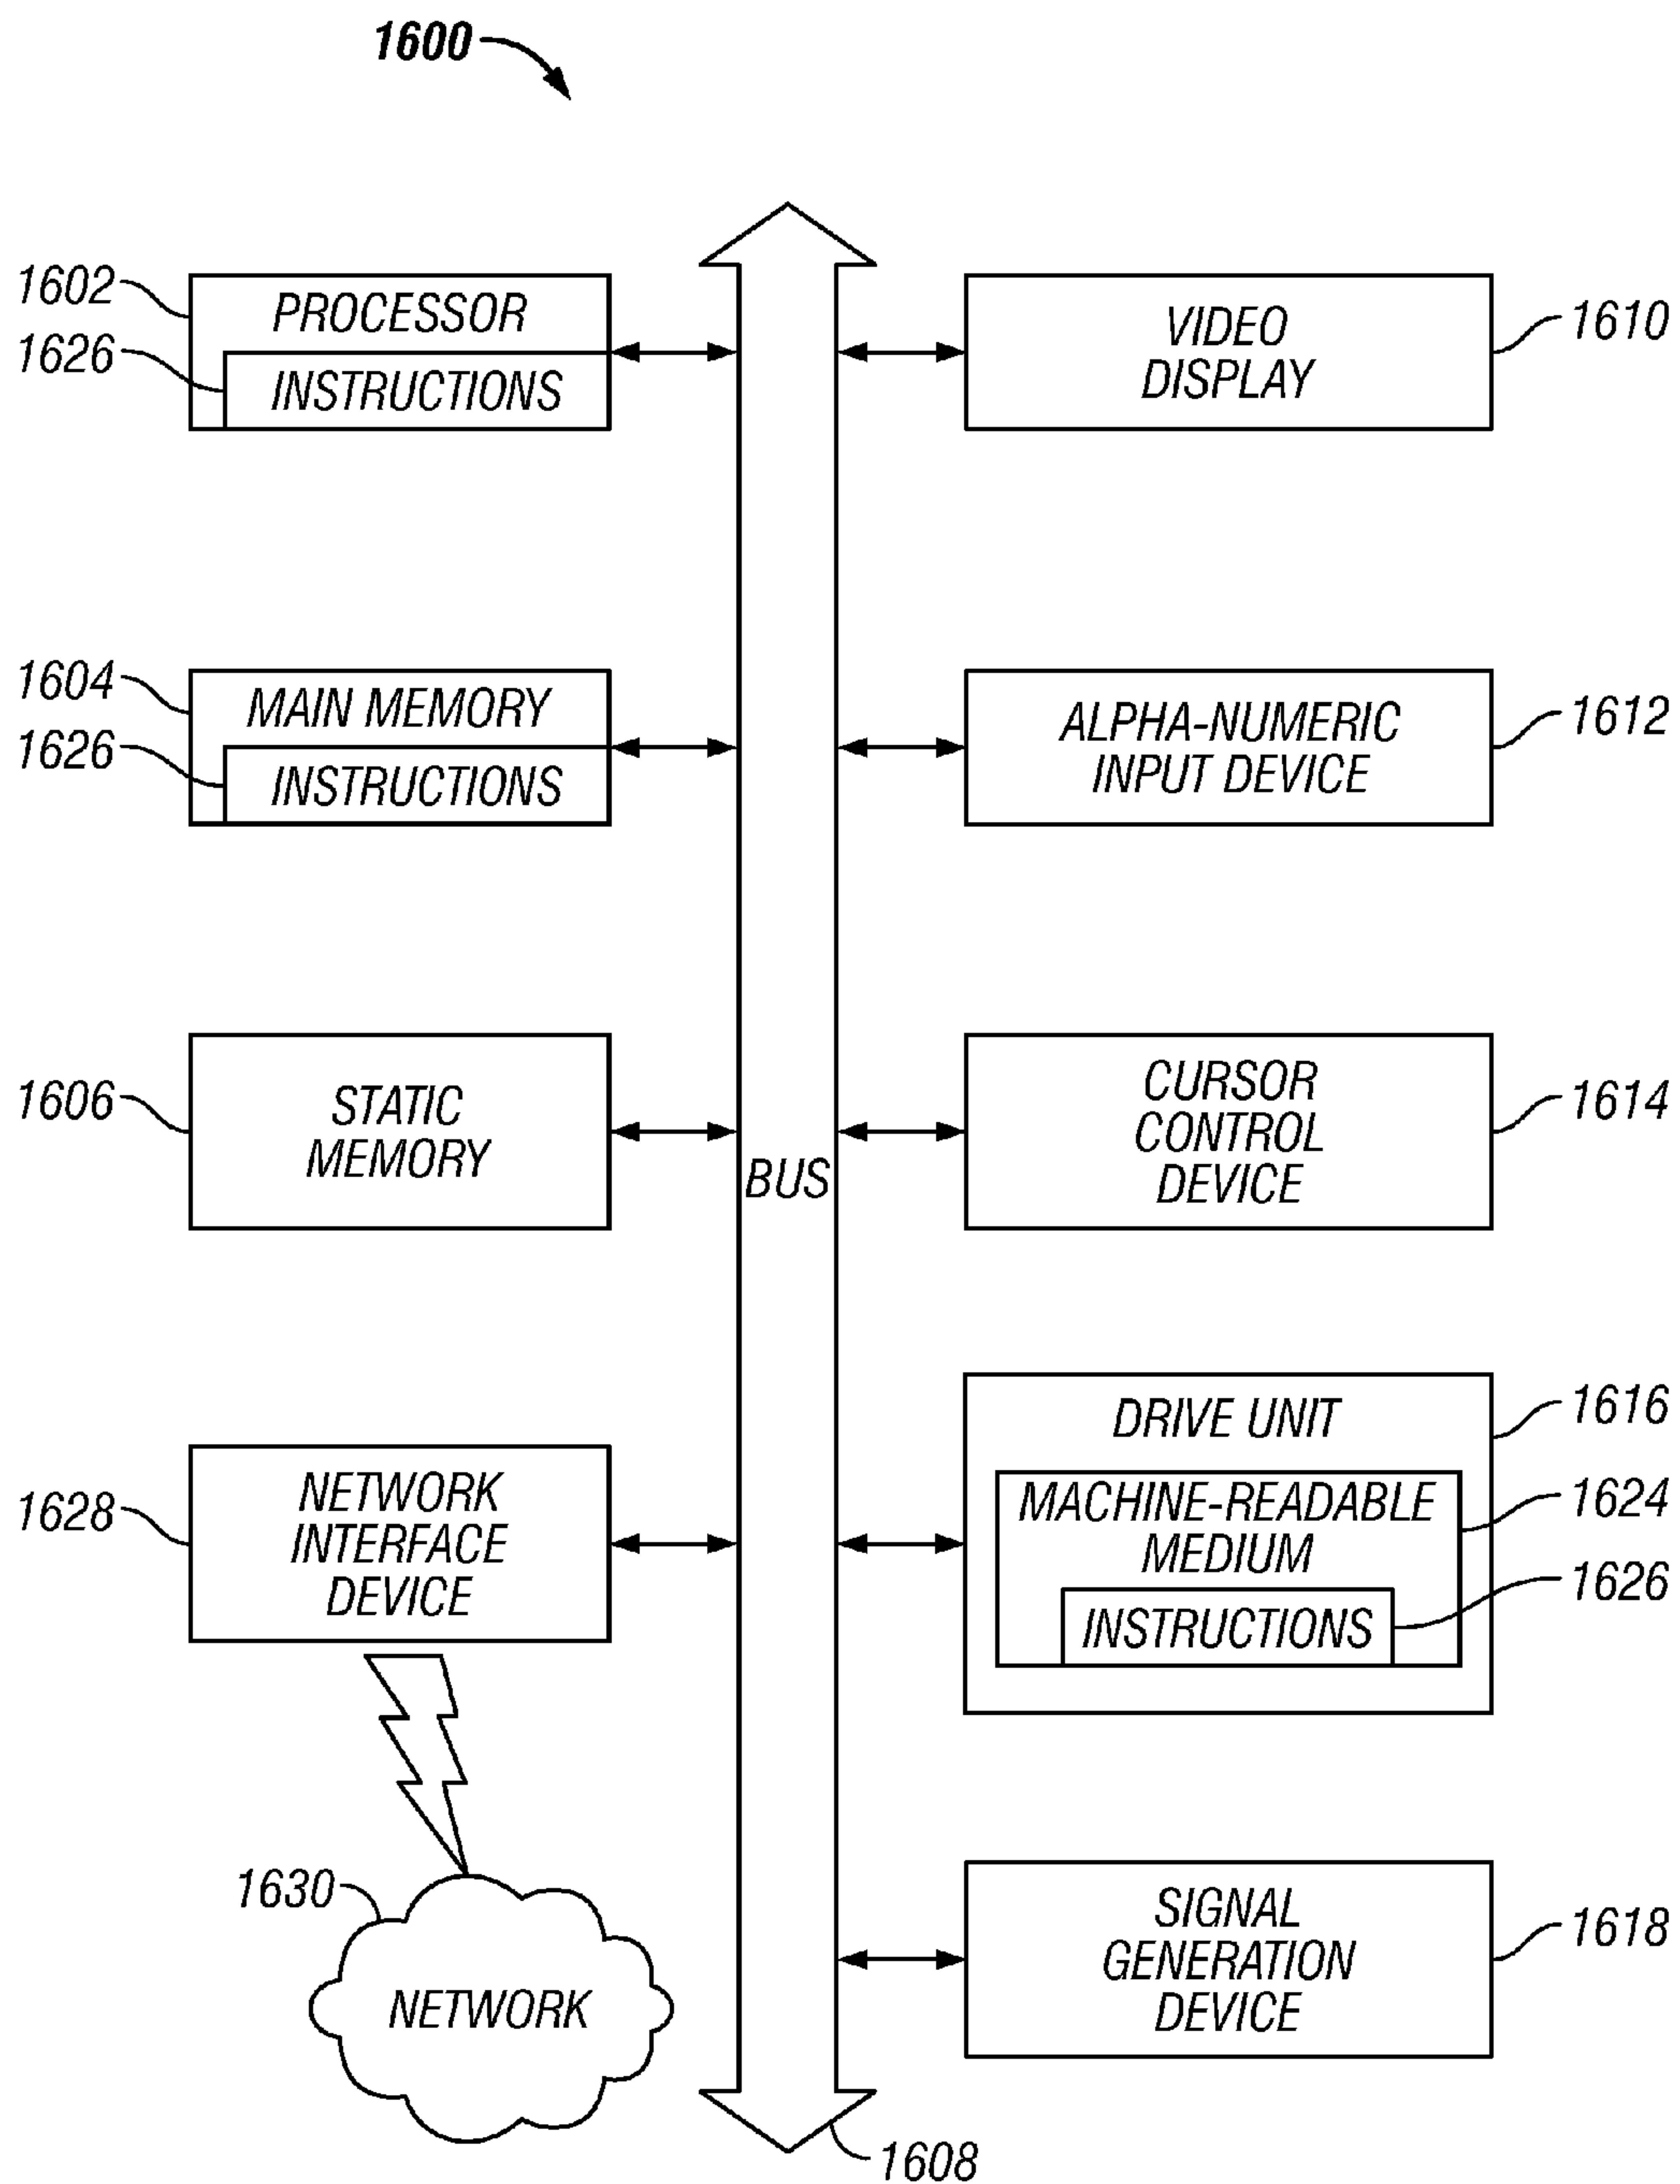 1600
1602
PROCESSOR
1626
INSTRUCTIONS
VIDEO
DISPLAY
1610
1604
MAIN MEMORY
1626
INSTRUCTIONS
ALPHA-NUMERIC
INPUT DEVICE
1612
1606
STATIC
MEMORY
BUS
CURSOR
CONTROL
DEVICE
1614
1628
NETWORK
INTERFACE
DEVICE
DRIVE UNIT
1616
MACHINE-READABLE
MEDIUM
1624
INSTRUCTIONS
1626
1630
NETWORK
SIGNAL
GENERATION
DEVICE
1618
1608